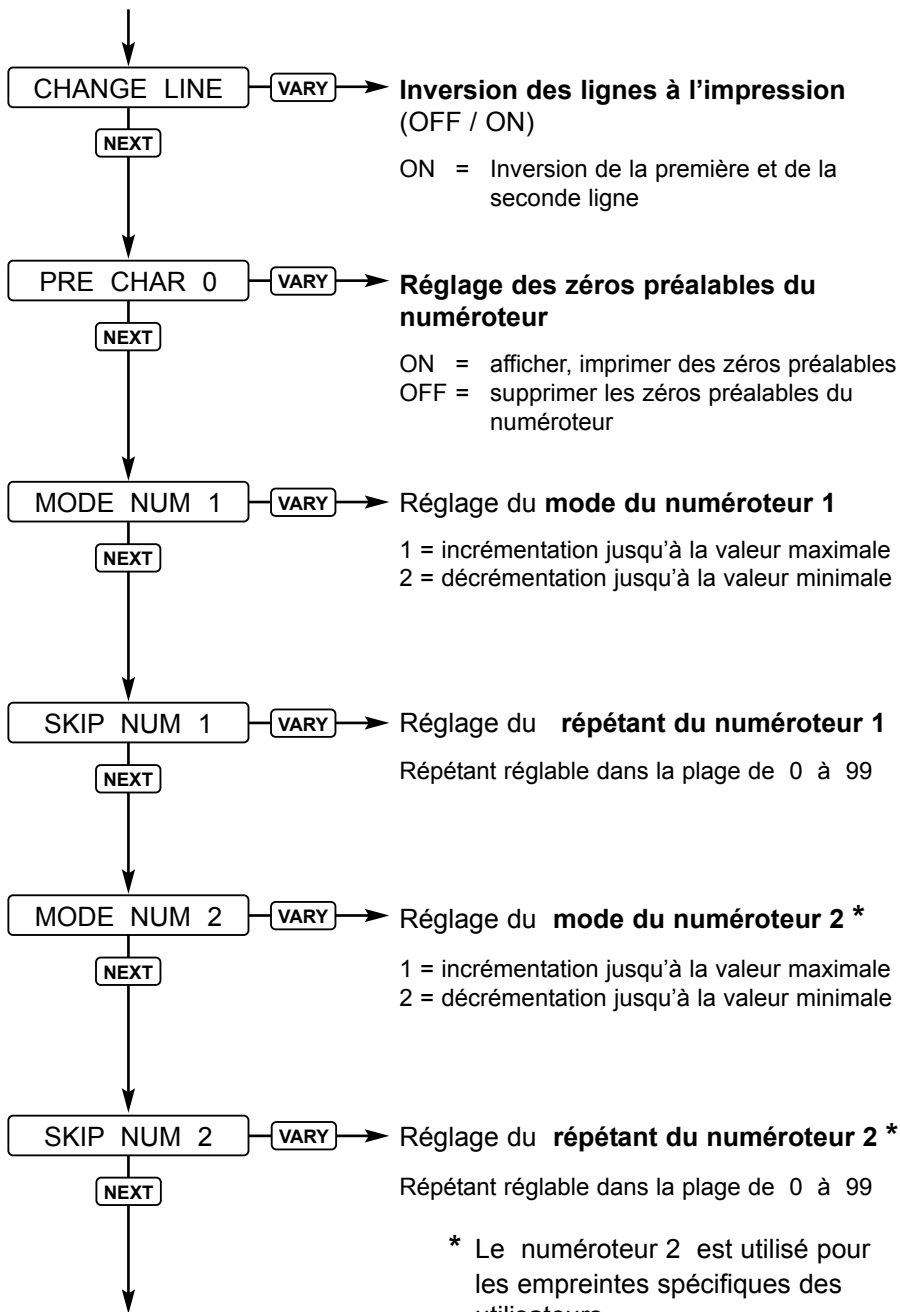 CHANGE LINE VARY Inversion des lignes à l’impression
(OFF / ON)
NEXT
ON = Inversion de la première et de la
seconde ligne
PRE CHAR 0 VARY Réglage des zéros préalables du
numéroteur
NEXT
ON = afficher, imprimer des zéros préalables
OFF = supprimer les zéros préalables du
numéroteur
MODE NUM 1 VARY Réglage du mode du numéroteur 1
NEXT
1 = incrémentation jusqu’à la valeur maximale
2 = décrémentation jusqu’à la valeur minimale
SKIP NUM 1 VARY Réglage du répétant du numéroteur 1
NEXT
Répétant réglable dans la plage de 0 à 99
MODE NUM 2 VARY Réglage du mode du numéroteur 2 *
NEXT
1 = incrémentation jusqu’à la valeur maximale
2 = décrémentation jusqu’à la valeur minimale
SKIP NUM 2 VARY Réglage du répétant du numéroteur 2 *
NEXT
Répétant réglable dans la plage de 0 à 99
* Le numéroteur 2 est utilisé pour
les empreintes spécifiques des